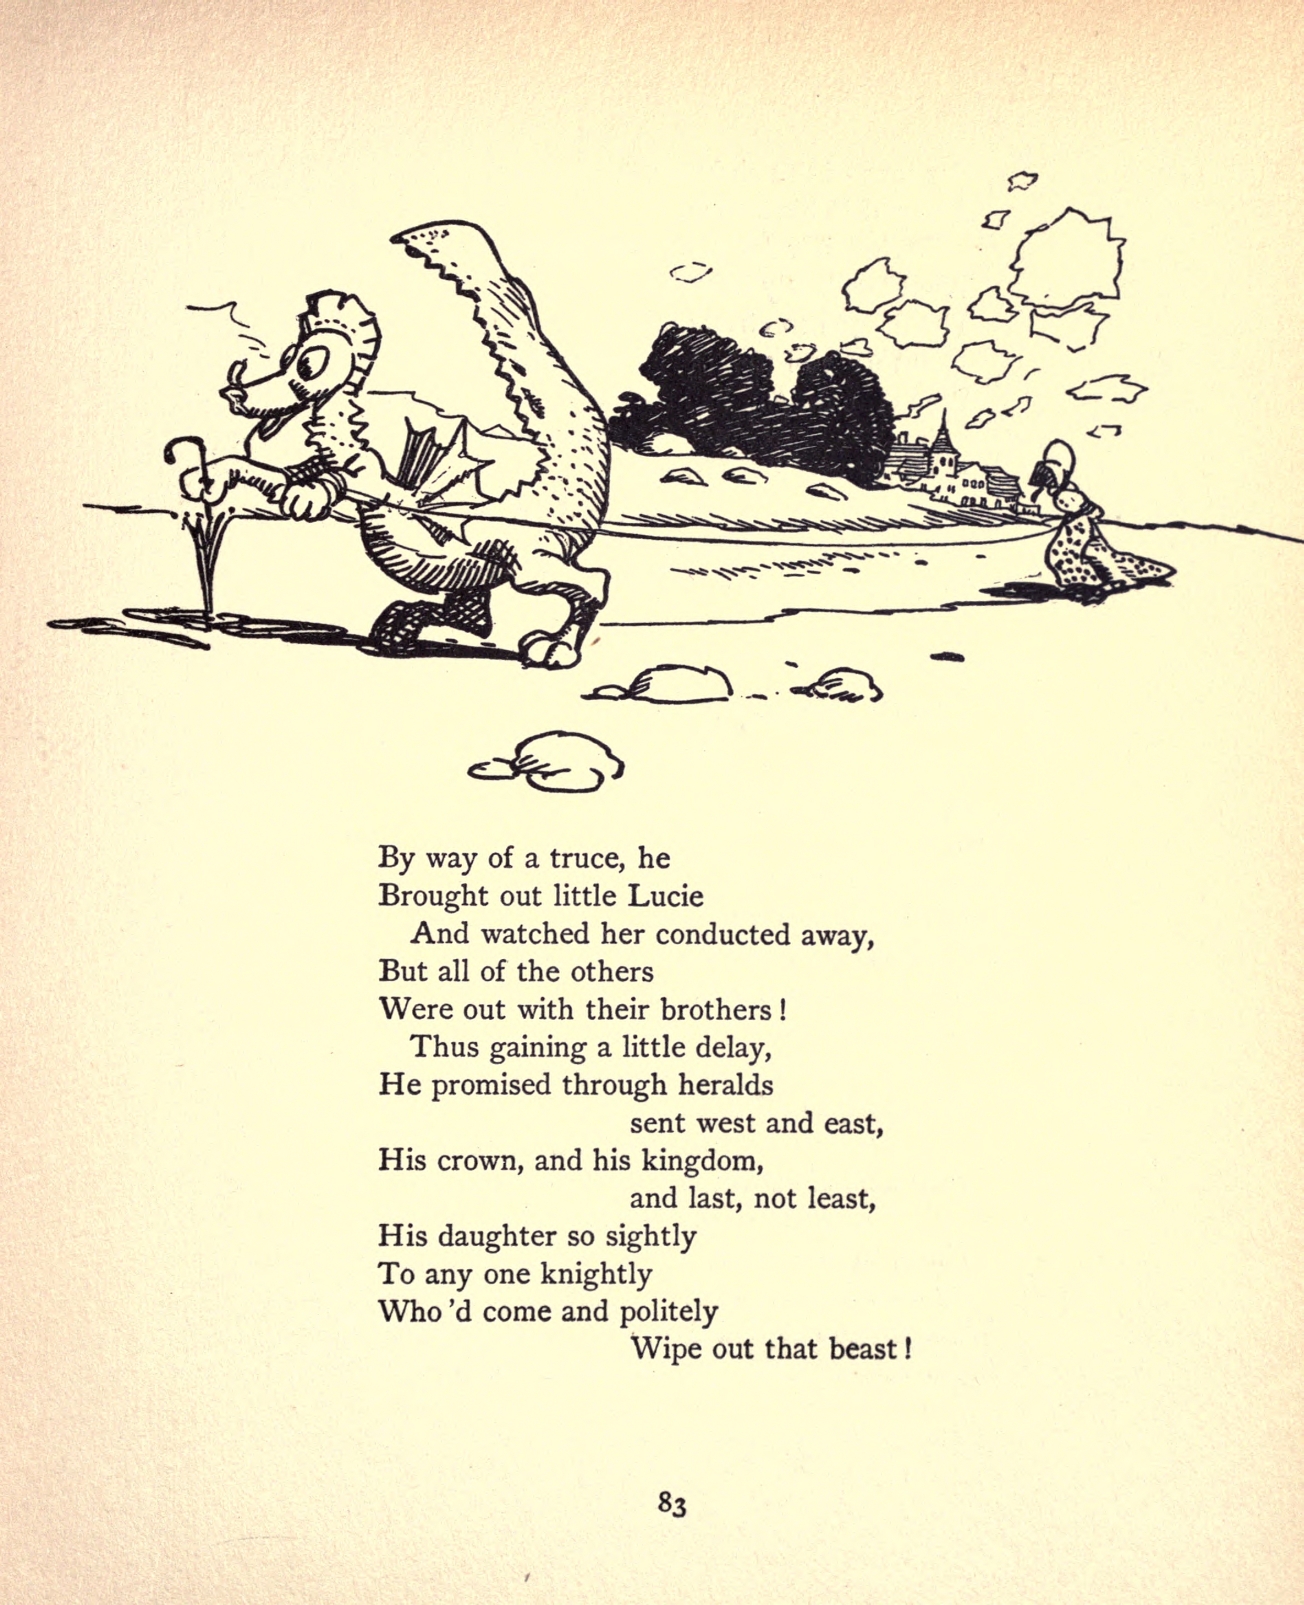 By way of a truce, he
Brought out little Lucie
And watched her conducted away,
But all of the others
Were out with their brothers !
Thus gaining a little delay,
He promised through heralds
sent west and east,
His crown, and his kingdom,
and last, not least,
His daughter so sightly
To any one knightly
Who 'd come and politely
Wipe out that beast !
83